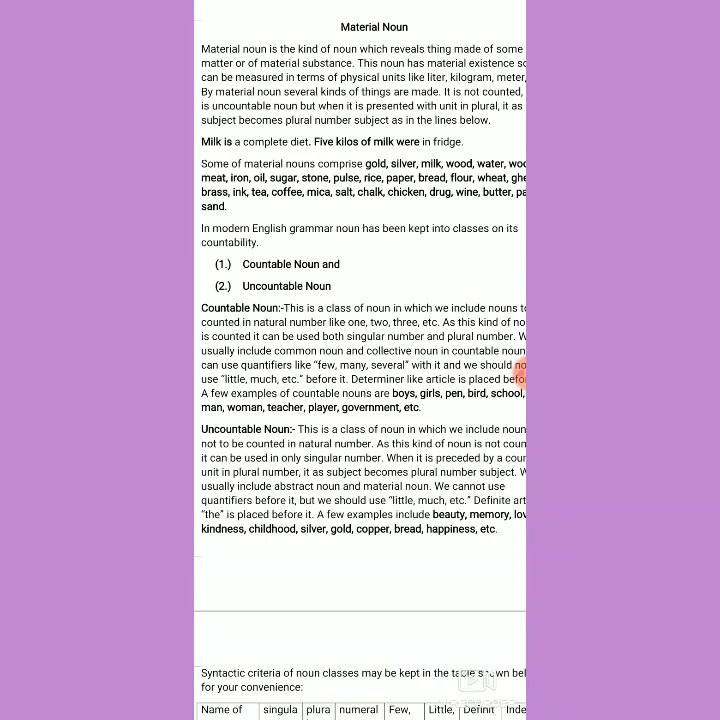 Material Noun
Material noun is the kind of noun which reveals thing made of some
matter or of material substance. This noun has material existence so
can be measured in terms of physical units like liter, kilogram, meter,
By material noun several kinds of things are made. It is not counted,
is uncountable noun but when it is presented with unit in plural, it as
subject becomes plural number subject as in the lines below.
Milk is a complete diet. Five kilos of milk were in fridge.
Some of material nouns comprise gold, silver, milk, wood, water,
meat, iron, oil, sugar, stone, pulse, rice, paper, bread, flour, wheat,
brass, ink, tea, coffee, mica, salt, chalk, chicken, drug, wine, butter,
sand.
In modern English grammar noun has been kept into classes on its
countability.
(1.) Countable Noun and
(2.) Uncountable Noun
Countable Noun:-This is a class of noun in which we include nouns
counted in natural number like one, two, three, etc. As this kind of
is counted it can be used both singular number and plural number.
usually include common noun and collective noun in countable noun
can use quantifiers like “few, many, several” with it and we should
use “little, much, etc.” before it. Determiner like article is placed
A few examples of countable nouns are boys, girls, pen, bird, school,
man, woman, teacher, player, government, etc.
Uncountable Noun:- This is a class of noun in which we include noun
not to be counted in natural number. As this kind of noun is not
it can be used in only singular number. When it is preceded by a
unit in plural number, it as subject becomes plural number subject.
usually include abstract noun and material noun. We cannot use
quantifiers before it, but we should use “little, much, etc.” Definite
“the” is placed before it. A few examples include beauty, memory,
kindness, childhood, silver, gold, copper, bread, happiness, etc.
Syntactic criteria of noun classes may be kept in the table
for your convenience:
Name of singula plura numeral Few, Little, Definit Inde